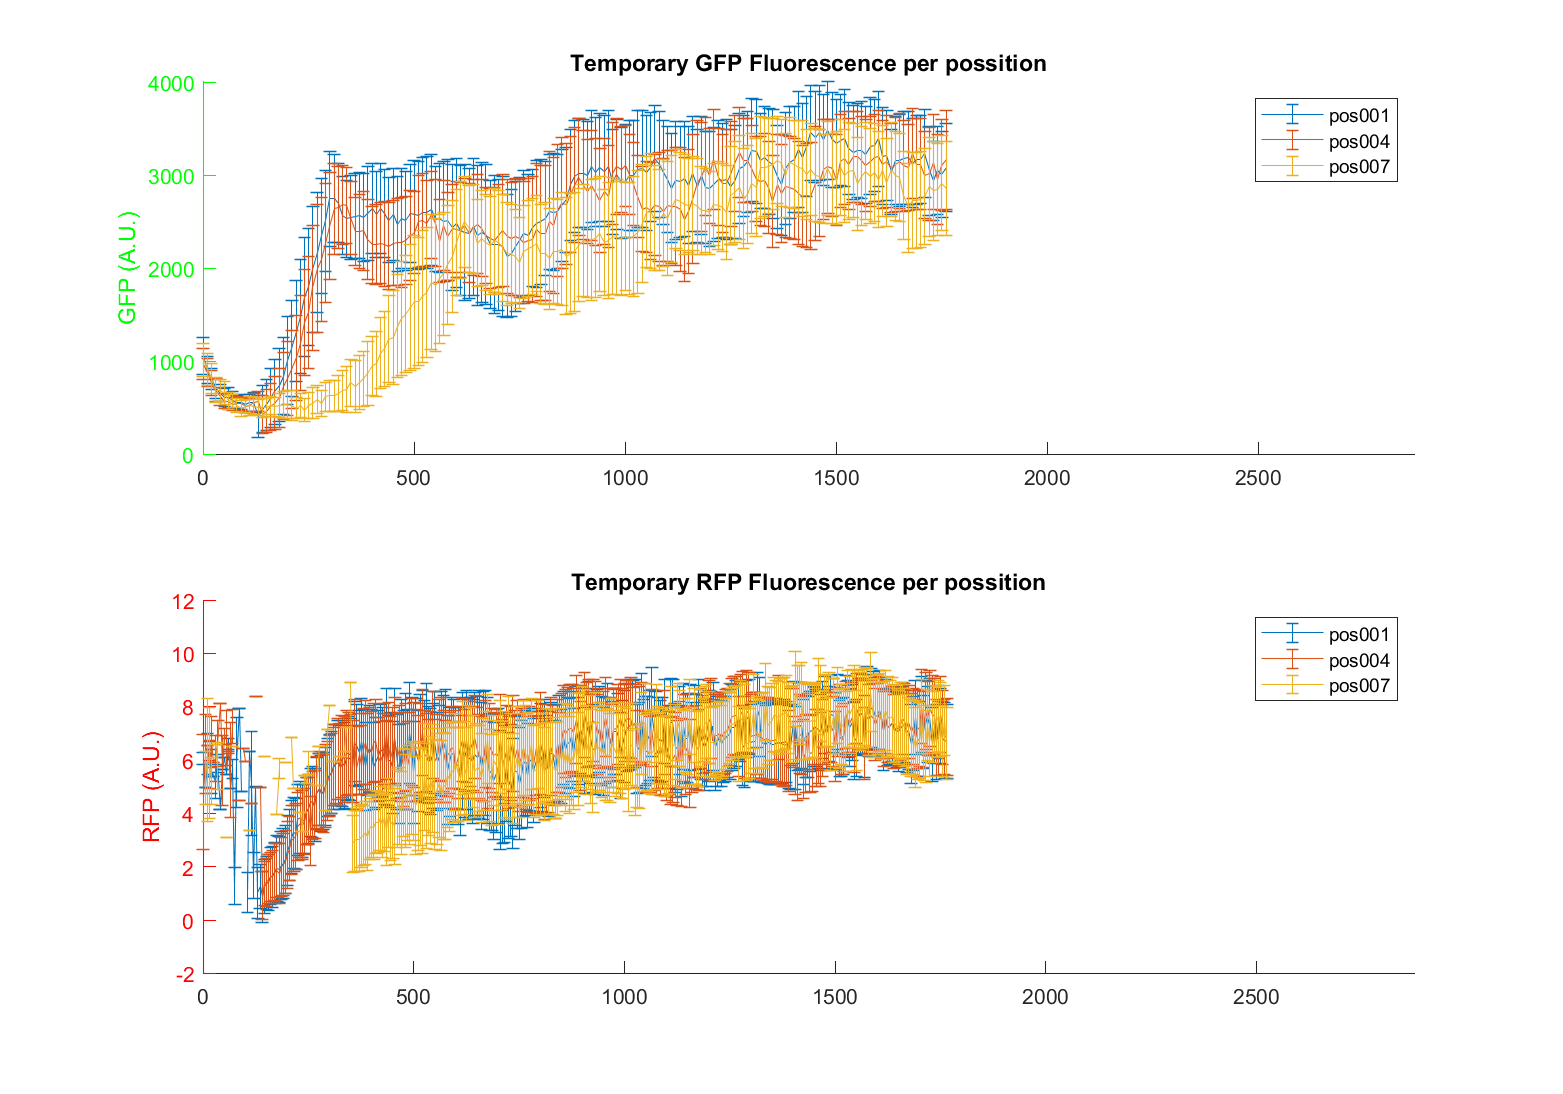 Temporary GFP Fluorescence per possition
GFP (A.U.)
4000
3000
2000
1000
0
0 500 1000 1500 2000 2500
pos001
pos004
pos007
Temporary RFP Fluorescence per possition
RFP (A.U.)
12
10
8
6
4
2
0
-2
0 500 1000 1500 2000 2500
pos001
pos004
pos007